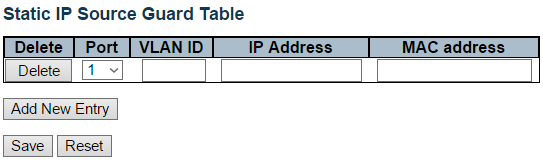 Static IP Source Guard Table
Delete Port VLAN ID IP Address MAC address
Delete 1
Add New Entry
Save Reset